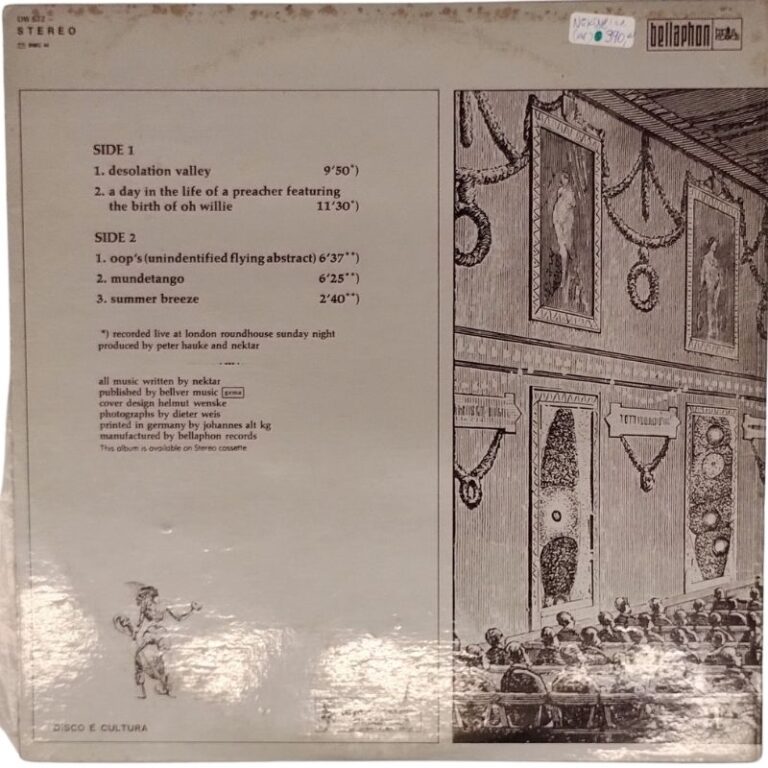 STEREO
bellaphon
SIDE 1
1. desolation valley 9'50*)
2. a day in the life of a preacher featuring
the birth of oh willie 11'30*)
SIDE 2
1. oop's (unindentified flying abstract) 6'37**)
2. mundetango 6'25**)
3. summer breeze 2'40**)
*) recorded live at london roundhouse sunday night
produced by peter hauke and nektar
all music written by nektar
published by bellver music gema
cover design helmut wenske
photographs by dieter weis
printed in germany by johannes alt kg
manufactured by bellaphon records
This album is available on Stereo cassette
DISCO E CULTURA